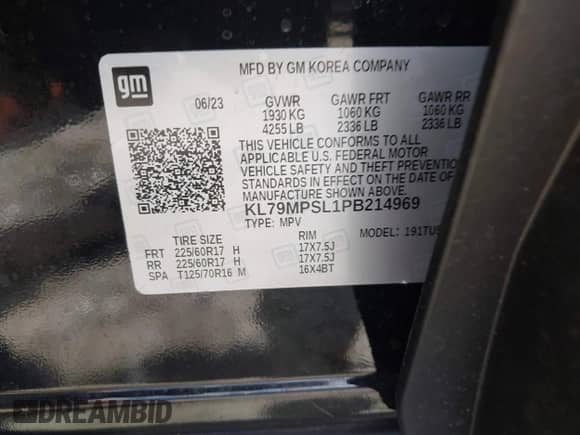 gm
MFD BY GM KOREA COMPANY
06/23 GVWR GAWR FRT GAWR RR
1930 KG 1060 KG 1060 KG
4255 LB 2336 LB 2336 LB
THIS VEHICLE CONFORMS TO ALL
APPLICABLE U.S. FEDERAL MOTOR
VEHICLE SAFETY AND THEFT PREVENTION
STANDARDS IN EFFECT ON THE DATE OF
MANUFACTURE SHOWN ABOVE.
KL79MPSL1PB214969
TYPE: MPV MODEL: 191TUS
TIRE SIZE RIM
FRT 225/60R17 H 17X7.5J
RR 225/60R17 H 17X7.5J
SPA T125/70R16 M 16X4BT
DREAMBID